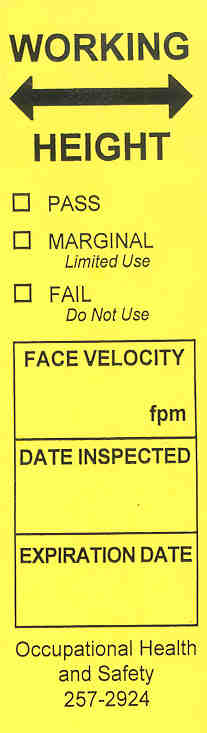 WORKING
HEIGHT
PASS
MARGINAL
Limited Use
FAIL
Do Not Use
FACE VELOCITY
fpm
DATE INSPECTED
EXPIRATION DATE
Occupational Health
and Safety
257-2924